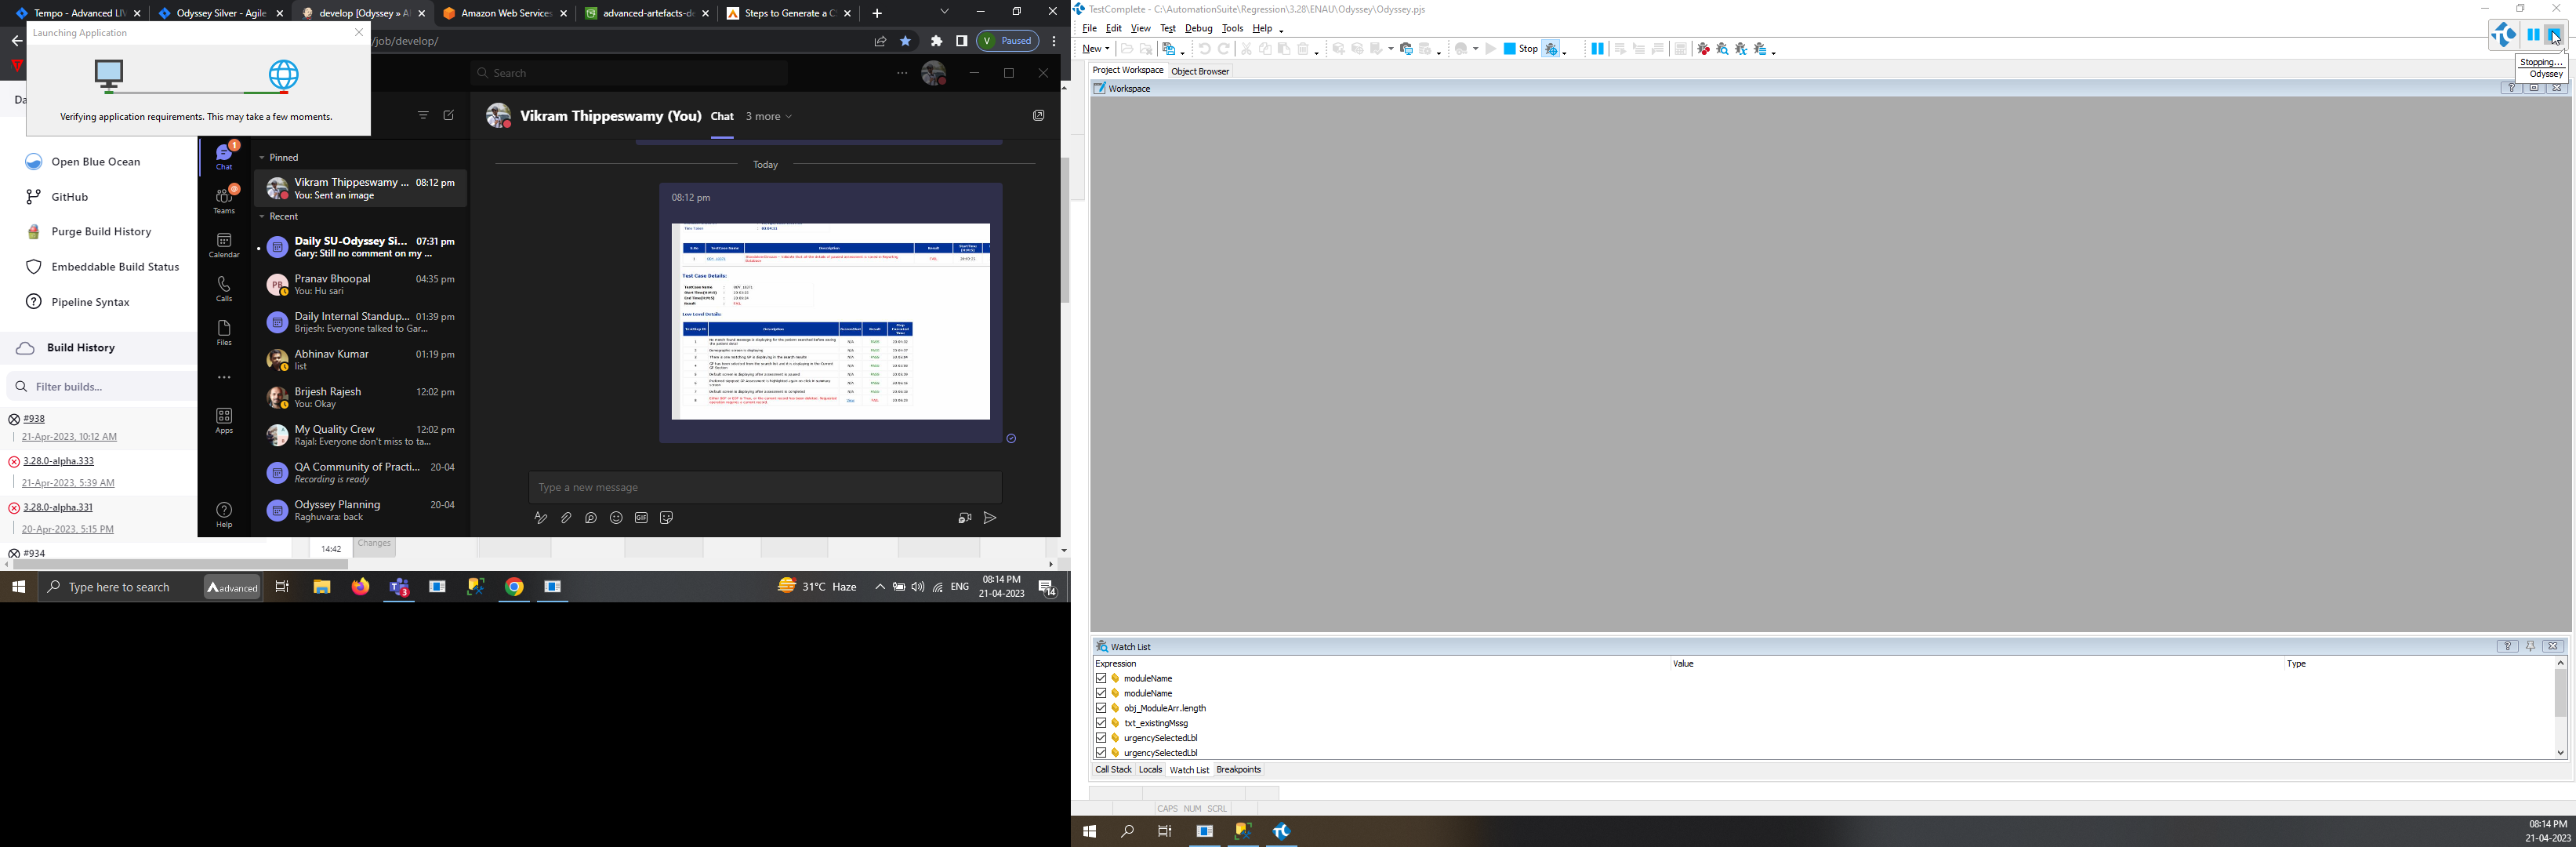 Tempo - Advanced LIV
Odyssey Silver - Agile
develop [Odyssey » A
Amazon Web Services
advanced-artefacts-de
Steps to Generate a C
Launching Application
/job/develop/
V Paused
Verifying application requirements. This may take a few moments.
Search
Da
Open Blue Ocean
GitHub
Purge Build History
Embeddable Build Status
Pipeline Syntax
Build History
Filter builds...
#938
21-Apr-2023, 10:12 AM
3.28.0-alpha.333
21-Apr-2023, 5:39 AM
3.28.0-alpha.331
20-Apr-2023, 5:15 PM
#934
14:42
Changes
1
Chat
Teams
Calendar
Calls
Files
Apps
Help
Pinned
Vikram Thippeswamy ... 08:12 pm
You: Sent an image
Recent
Daily SU-Odyssey Si... 07:31 pm
Gary: Still no comment on my ...
PB
Pranav Bhoopal 04:35 pm
You: Hu sari
Daily Internal Standup... 01:39 pm
Brijesh: Everyone talked to Gar...
Abhinav Kumar 01:19 pm
list
Brijesh Rajesh 12:02 pm
You: Okay
My Quality Crew 12:02 pm
Rajal: Everyone don't miss to ta...
QA Community of Practi... 20-04
Recording is ready
Odyssey Planning 20-04
Raghuvara: back
Vikram Thippeswamy (You) Chat 3 more
Today
08:12 pm
Test Case Details:
Low Level Details:
Type a new message
GIF
Type here to search
advanced
3
31°C Haze
ENG
08:14 PM
21-04-2023
14
TestComplete - C:\AutomationSuite\Regression\3.28\ENAU\Odyssey\Odyssey.pjs
File Edit View Test Debug Tools Help
New
Stop
Stopping...
Odyssey
Project Workspace Object Browser
Workspace
Watch List
Expression Value Type
moduleName
moduleName
obj_ModuleArr.length
txt_existingMssg
urgencySelectedLbl
urgencySelectedLbl
Call Stack Locals Watch List Breakpoints
CAPS NUM SCRL
08:14 PM
21-04-2023